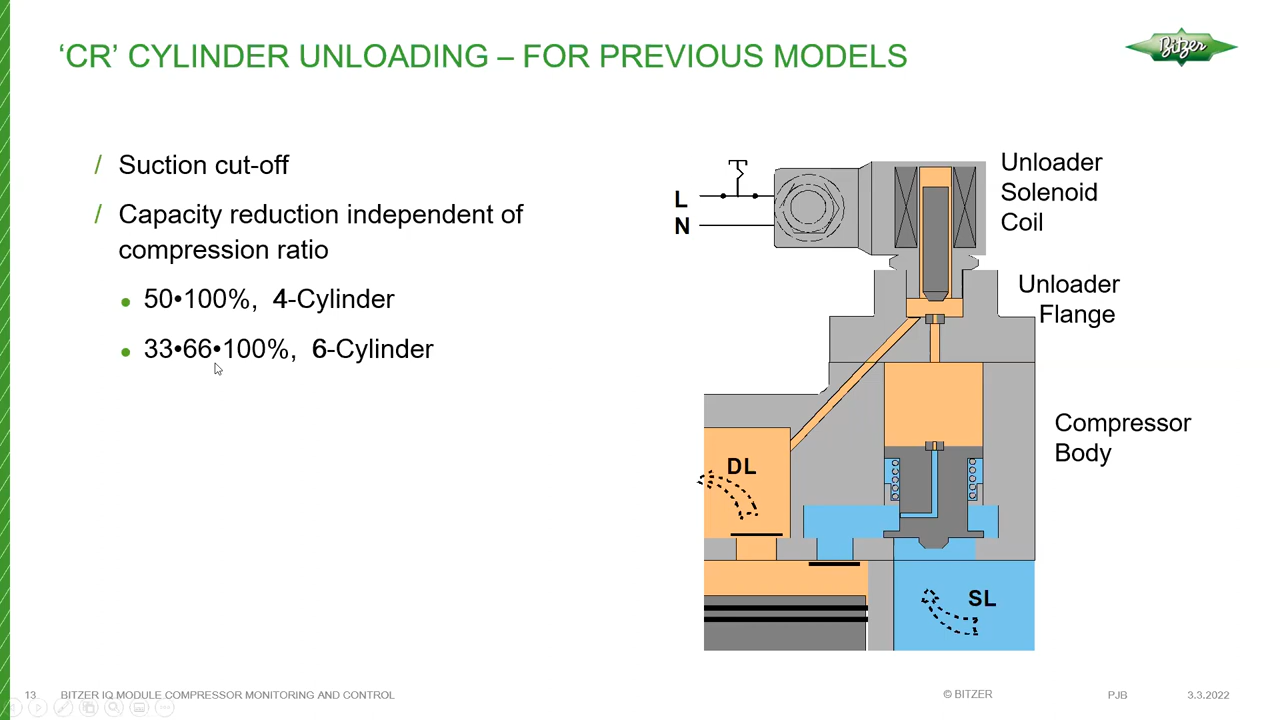 ‘CR’ CYLINDER UNLOADING – FOR PREVIOUS MODELS
Bitzer
/ Suction cut-off
/ Capacity reduction independent of
compression ratio
• 50•100%, 4-Cylinder
• 33•66•100%, 6-Cylinder
L
N
Unloader
Solenoid
Coil
Unloader
Flange
Compressor
Body
DL
SL
13 BITZER IQ MODULE COMPRESSOR MONITORING AND CONTROL
© BITZER
PJB
3.3.2022